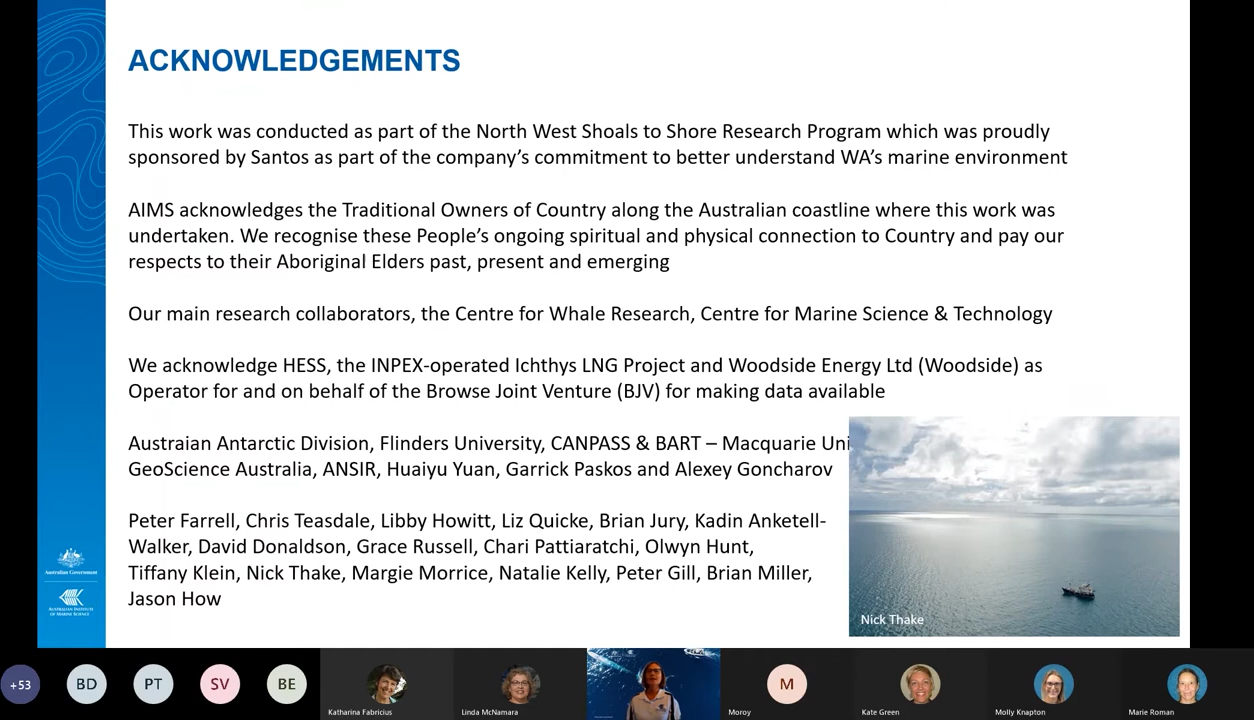 ACKNOWLEDGEMENTS
This work was conducted as part of the North West Shoals to Shore Research Program which was proudly
sponsored by Santos as part of the company's commitment to better understand WA's marine environment
AIMS acknowledges the Traditional Owners of Country along the Australian coastline where this work was
undertaken. We recognise these People's ongoing spiritual and physical connection to Country and pay our
respects to their Aboriginal Elders past, present and emerging
Our main research collaborators, the Centre for Whale Research, Centre for Marine Science & Technology
We acknowledge HESS, the INPEX-operated Ichthys LNG Project and Woodside Energy Ltd (Woodside) as
Operator for and on behalf of the Browse Joint Venture (BJV) for making data available
Austraian Antarctic Division, Flinders University, CANPASS & BART – Macquarie Uni
GeoScience Australia, ANSIR, Huaiyu Yuan, Garrick Paskos and Alexey Goncharov
Peter Farrell, Chris Teasdale, Libby Howitt, Liz Quicke, Brian Jury, Kadin Anketell-
Walker, David Donaldson, Grace Russell, Chari Pattiaratchi, Olwyn Hunt,
Tiffany Klein, Nick Thake, Margie Morrice, Natalie Kelly, Peter Gill, Brian Miller,
Jason How
Australian Government
AUSTRALIAN INSTITUTE
OF MARINE SCIENCE
Nick Thake
+53
BD
PT
SV
BE
Katharina Fabricius
Linda McNamara
M
Moroy
Kate Green
Molly Knapton
Marie Roman